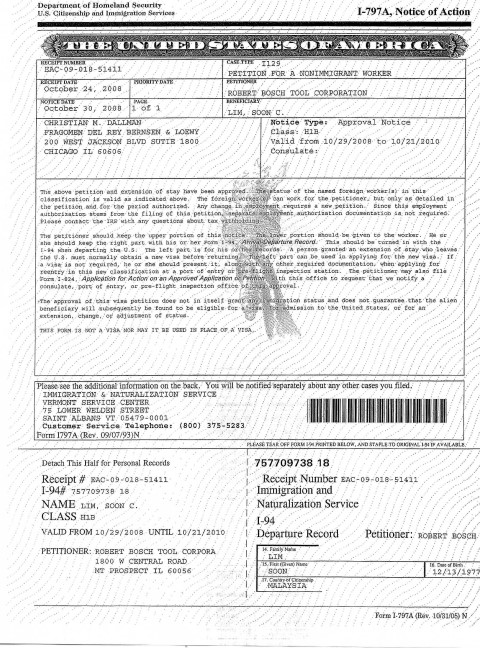 Department of Homeland Security
U.S. Citizenship and Immigration Services
I-797A, Notice of Action
THE UNITED STATES OF AMERICA
RECEIPT NUMBER
EAC-09-018-51411
CASE TYPE I129
PETITION FOR A NONIMMIGRANT WORKER
RECEIPT DATE
October 24, 2008
PRIORITY DATE
PETITIONER
ROBERT BOSCH TOOL CORPORATION
NOTICE DATE
October 30, 2008
PAGE
1 of 1
BENEFICIARY
LIM, SOON C.
CHRISTIAN M. DALLMAN
FRAGOMEN DEL REY BERNSEN & LOEWY
200 WEST JACKSON BLVD SUTIE 1800
CHICAGO IL 60606
Notice Type: Approval Notice
Class: H1B
Valid from 10/29/2008 to 10/21/2010
Consulate:
The above petition and extension of stay have been approved. The status of the named foreign worker(s) in this
classification is valid as indicated above. The foreign worker(s) can work for the petitioner, but only as detailed in
the petition and for the period authorized. Any change in employment requires a new petition. Since this employment
authorization stems from the filing of this petition, separate employment authorization documentation is not required.
Please contact the IRS with any questions about tax withholding.
The petitioner should keep the upper portion of this notice. The lower portion should be given to the worker. He or
she should keep the right part with his or her Form I-94, Arrival-Departure Record. This should be turned in with the
I-94 when departing the U.S. The left part is for his or her records. A person granted an extension of stay who leaves
the U.S. must normally obtain a new visa before returning. The left part can be used in applying for the new visa. If
a visa is not required, he or she should present it, along with any other required documentation, when applying for
reentry in this new classification at a port of entry or pre-flight inspection station. The petitioner may also file
Form I-824, Application for Action on an Approved Application or Petition, with this office to request that we notify a
consulate, port of entry, or pre-flight inspection office of this approval.
The approval of this visa petition does not in itself grant any immigration status and does not guarantee that the alien
beneficiary will subsequently be found to be eligible for a visa, for admission to the United States, or for an
extension, change, or adjustment of status.
THIS FORM IS NOT A VISA NOR MAY IT BE USED IN PLACE OF A VISA.
Please see the additional information on the back. You will be notified separately about any other cases you filed.
IMMIGRATION & NATURALIZATION SERVICE
VERMONT SERVICE CENTER
75 LOWER WELDEN STREET
SAINT ALBANS VT 05479-0001
Customer Service Telephone: (800) 375-5283
Form I797A (Rev. 09/07/93)N
PLEASE TEAR OFF FORM I-94 PRINTED BELOW, AND STAPLE TO ORIGINAL I-94 IF AVAILABLE
Detach This Half for Personal Records
Receipt # EAC-09-018-51411
I-94# 757709738 18
NAME LIM, SOON C.
CLASS H1B
VALID FROM 10/29/2008 UNTIL 10/21/2010
PETITIONER: ROBERT BOSCH TOOL CORPORA
1800 W CENTRAL ROAD
MT PROSPECT IL 60056
757709738 18
Receipt Number EAC-09-018-51411
Immigration and
Naturalization Service
I-94
Departure Record
Petitioner: ROBERT BOSCH
14. Family Name
LIM
15. First (Given) Name
SOON
16. Date of Birth
12/13/1977
17. Country of Citizenship
MALAYSIA
Form I-797A (Rev. 10/31/05) N